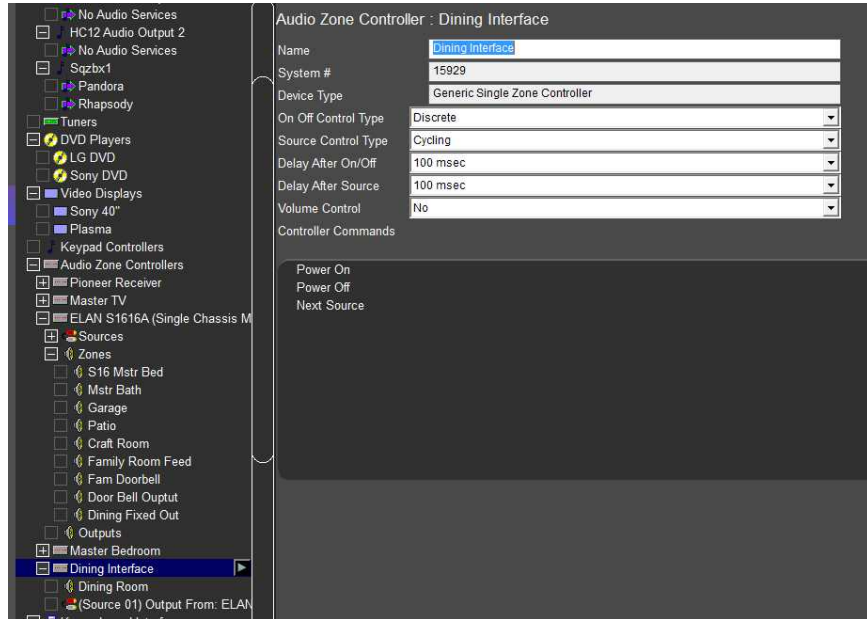 No Audio Services
HC12 Audio Output 2
No Audio Services
Sqzbx1
Pandora
Rhapsody
Tuners
DVD Players
LG DVD
Sony DVD
Video Displays
Sony 40"
Plasma
Keypad Controllers
Audio Zone Controllers
Pioneer Receiver
Master TV
ELAN S1616A (Single Chassis M
Sources
Zones
S16 Mstr Bed
Mstr Bath
Garage
Patio
Craft Room
Family Room Feed
Fam Doorbell
Door Bell Ouptut
Dining Fixed Out
Outputs
Master Bedroom
Dining Interface
Dining Room
(Source 01) Output From: ELAN
Audio Zone Controller : Dining Interface
Name Dining Interface
System # 15929
Device Type Generic Single Zone Controller
On Off Control Type Discrete
Source Control Type Cycling
Delay After On/Off 100 msec
Delay After Source 100 msec
Volume Control No
Controller Commands
Power On
Power Off
Next Source